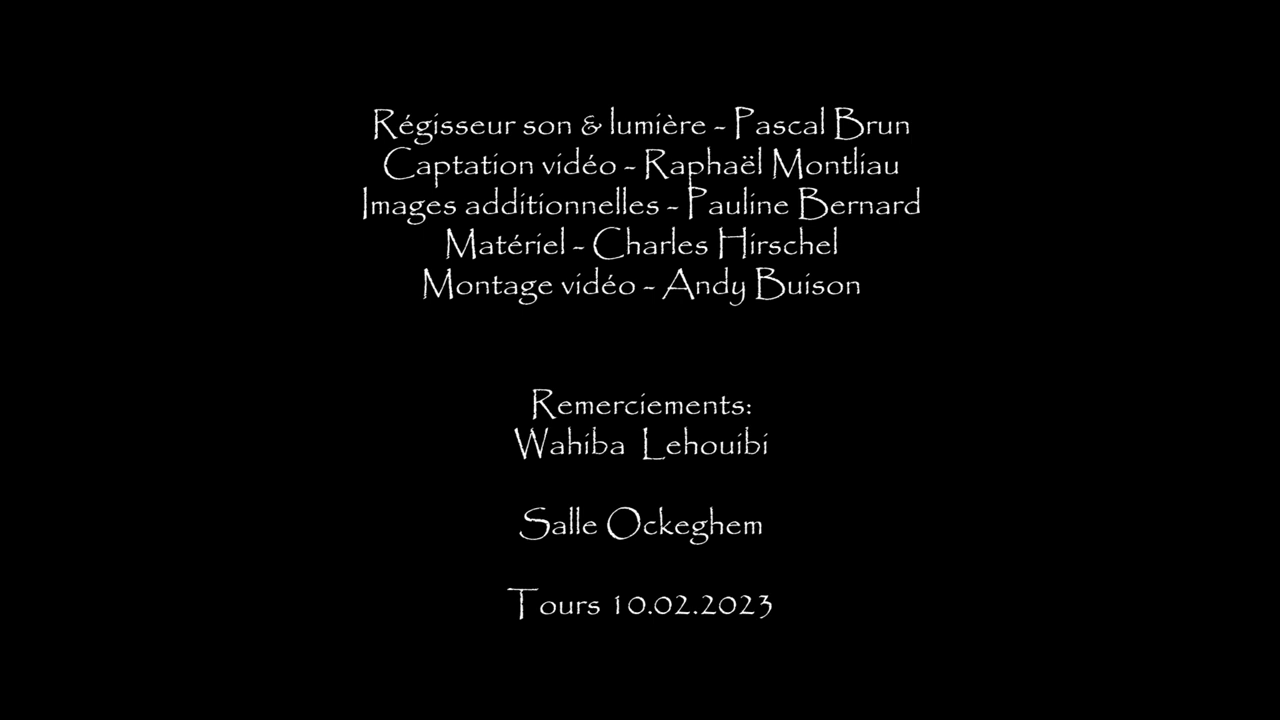 Régisseur son & lumière - Pascal Brun
Captation vidéo - Raphaël Montliau
Images additionnelles - Pauline Bernard
Matériel - Charles Hirschel
Montage vidéo - Andy Buison
Remerciements:
Wahiba Lehouibi
Salle Ockeghem
Tours 10.02.2023